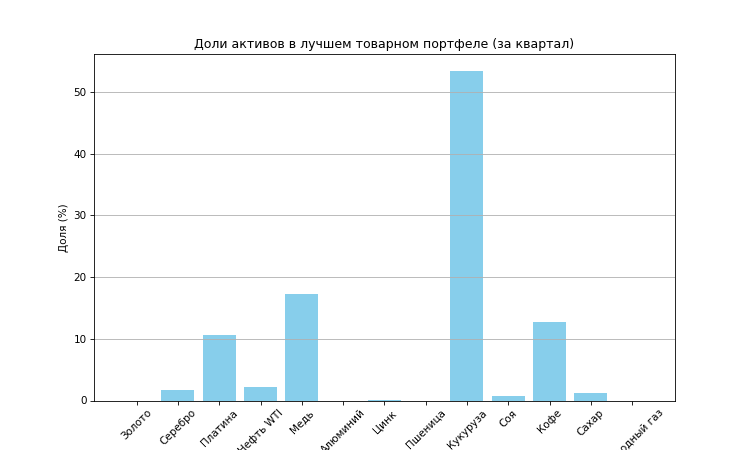 Доли активов в лучшем товарном портфеле (за квартал)
Доля (%)
50
40
30
20
10
0
Золото
Серебро
Платина
Нефть WTI
Медь
Алюминий
Цинк
Пшеница
Кукуруза
Соя
Кофе
Сахар
газ